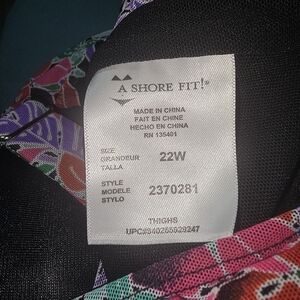 A SHORE FIT!®
MADE IN CHINA
FAIT EN CHINE
HECHO EN CHINA
RN 135401
SIZE
GRANDEUR 22W
TALLA
STYLE
MODELE 2370281
STYLO
THIGHS